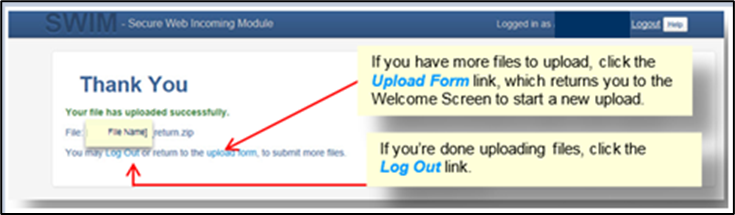 SWIM - Secure Web Incoming Module
Logged in as Logout Help
Thank You
Your file has uploaded successfully.
File: File Name] return.zip
You may Log Out or return to the upload form, to submit more files.
If you have more files to upload, click the
Upload Form link, which returns you to the
Welcome Screen to start a new upload.
If you're done uploading files, click the
Log Out link.